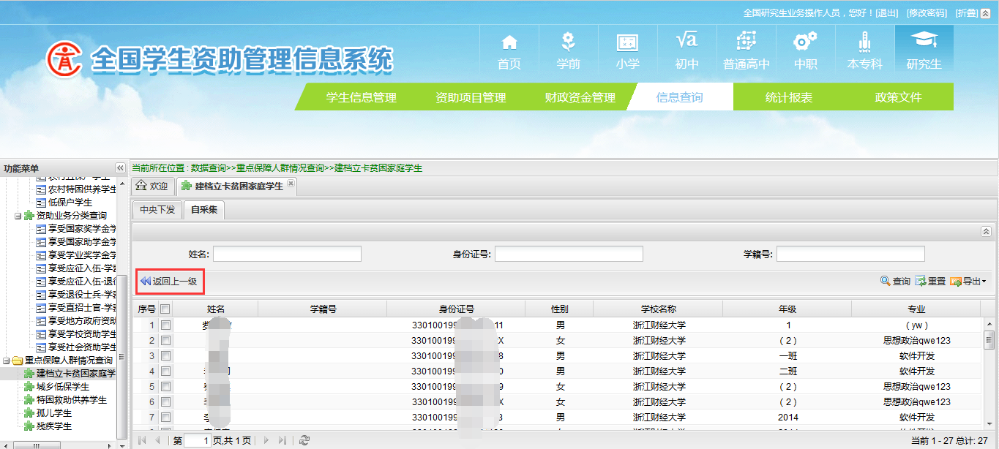 全国研究生业务操作人员，您好！[退出] [修改密码] [折叠]
全国学生资助管理信息系统
首页 学前 小学 初中 普通高中 中职 本专科 研究生
学生信息管理 资助项目管理 财政资金管理 信息查询 统计报表 政策文件
功能菜单
农村特困供养学生
低保户学生
资助业务分类查询
享受国家奖学金学
享受国家助学金学
享受学业奖学金学
享受应征入伍-学费
享受应征入伍-退役
享受退役士兵-学费
享受直招士官-学费
享受地方政府资助
享受学校资助学生
享受社会资助学生
重点保障人群情况查询
建档立卡贫困家庭学
城乡低保学生
特困救助供养学生
孤儿学生
残疾学生
当前所在位置：数据查询>>重点保障人群情况查询>>建档立卡贫困家庭学生
欢迎 建档立卡贫困家庭学生
中央下发 自采集
姓名: 身份证号: 学籍号:
返回上一级 查询 重置 导出
序号 姓名 学籍号 身份证号 性别 学校名称 年级 专业
1 330100199 11 男 浙江财经大学 1 （yw）
2 330100199 X 女 浙江财经大学 （2） 思想政治qwe123
3 330100199 8 男 浙江财经大学 一班 软件开发
4 330100199 0 男 浙江财经大学 二班 软件开发
5 330100199 9 女 浙江财经大学 （2） 思想政治qwe123
6 330100199 X 女 浙江财经大学 （2） 思想政治qwe123
7 李 330100199 3 男 浙江财经大学 2014 软件开发
第 1 页,共 1 页 当前 1 - 27 总计: 27